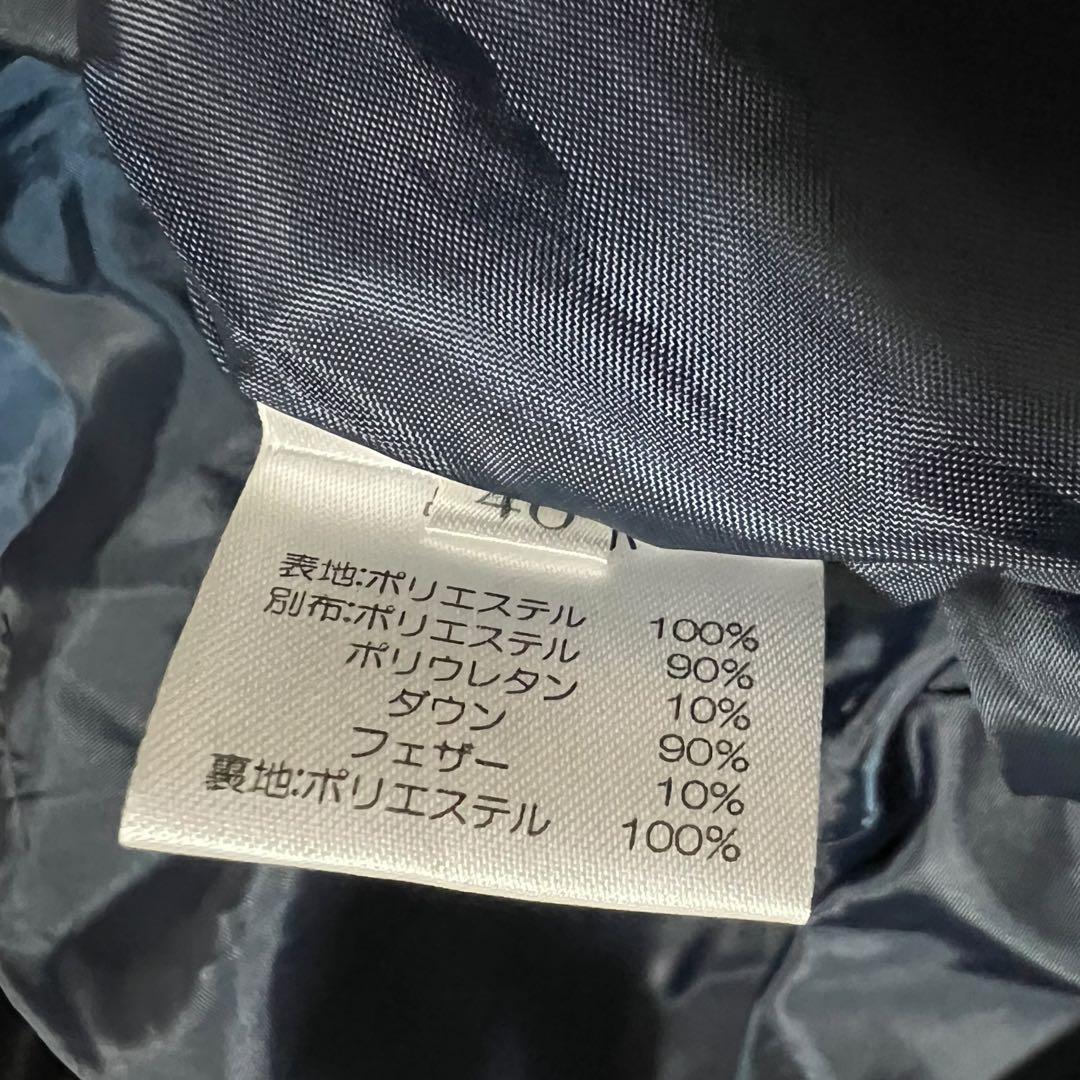 40
表地:ポリエステル 100%
別布:ポリエステル 90%
ポリウレタン 10%
ダウン 90%
フェザー 10%
裏地:ポリエステル 100%